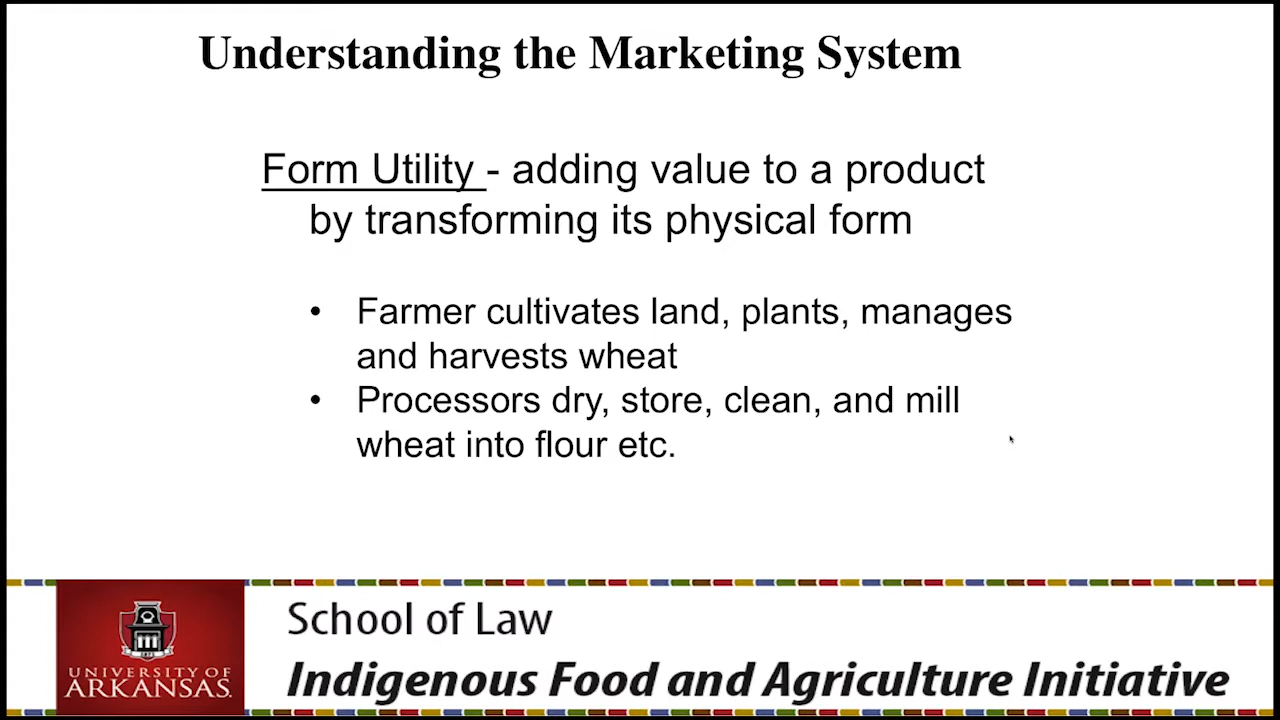 Understanding the Marketing System
Form Utility - adding value to a product
by transforming its physical form
• Farmer cultivates land, plants, manages
and harvests wheat
• Processors dry, store, clean, and mill
wheat into flour etc.
UNIVERSITY OF
ARKANSAS.
School of Law
Indigenous Food and Agriculture Initiative